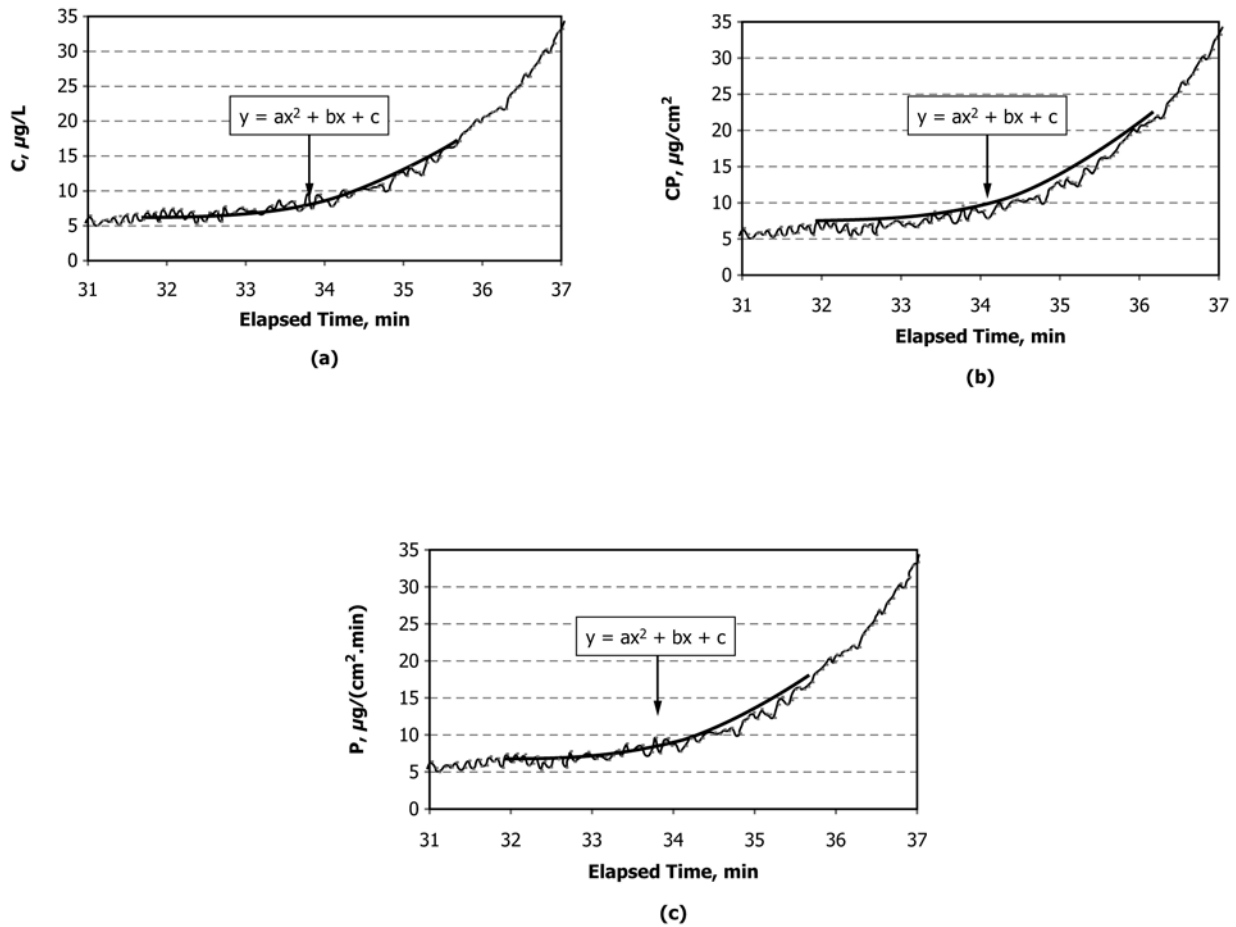 35
30
25
20
15
10
5
0
C, µg/L
y = ax² + bx + c
31 32 33 34 35 36 37
Elapsed Time, min
(a)
35
30
25
20
15
10
5
0
CP, µg/cm²
y = ax² + bx + c
31 32 33 34 35 36 37
Elapsed Time, min
(b)
35
30
25
20
15
10
5
0
P, µg/(cm².min)
y = ax² + bx + c
31 32 33 34 35 36 37
Elapsed Time, min
(c)